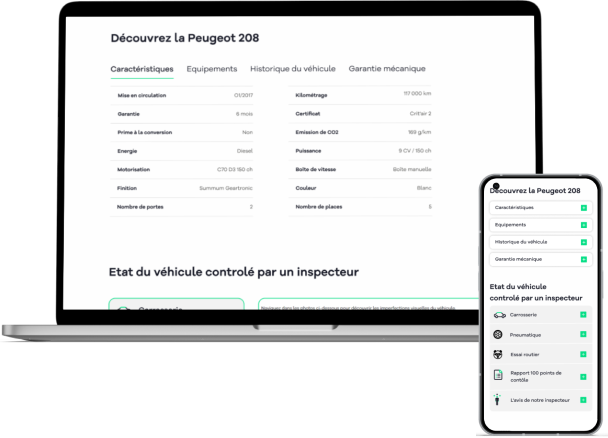 Découvrez la Peugeot 208
Caractéristiques Equipements Historique du véhicule Garantie mécanique
Mise en circulation 01/2017 Kilométrage 117 000 km
Garantie 6 mois Certificat Crit'air 2
Prime à la conversion Non Emission de CO2 169 g/km
Energie Diesel Puissance 9 CV / 150 ch
Motorisation C70 D3 150 ch Boite de vitesse Boîte manuelle
Finition Summum Geartronic Couleur Blanc
Nombre de portes 2 Nombre de places 5
Etat du véhicule controlé par un inspecteur
Carrosserie
Naviguez dans les photos ci dessous pour découvrir les imperfections visuelles du véhicule.
Découvrez la Peugeot 208
Caractéristiques
Equipements
Historique du véhicule
Garantie mécanique
Etat du véhicule
controlé par un inspecteur
Carrosserie
Pneumatique
Essai routier
Rapport 100 points de
contôle
L'avis de notre inspecteur